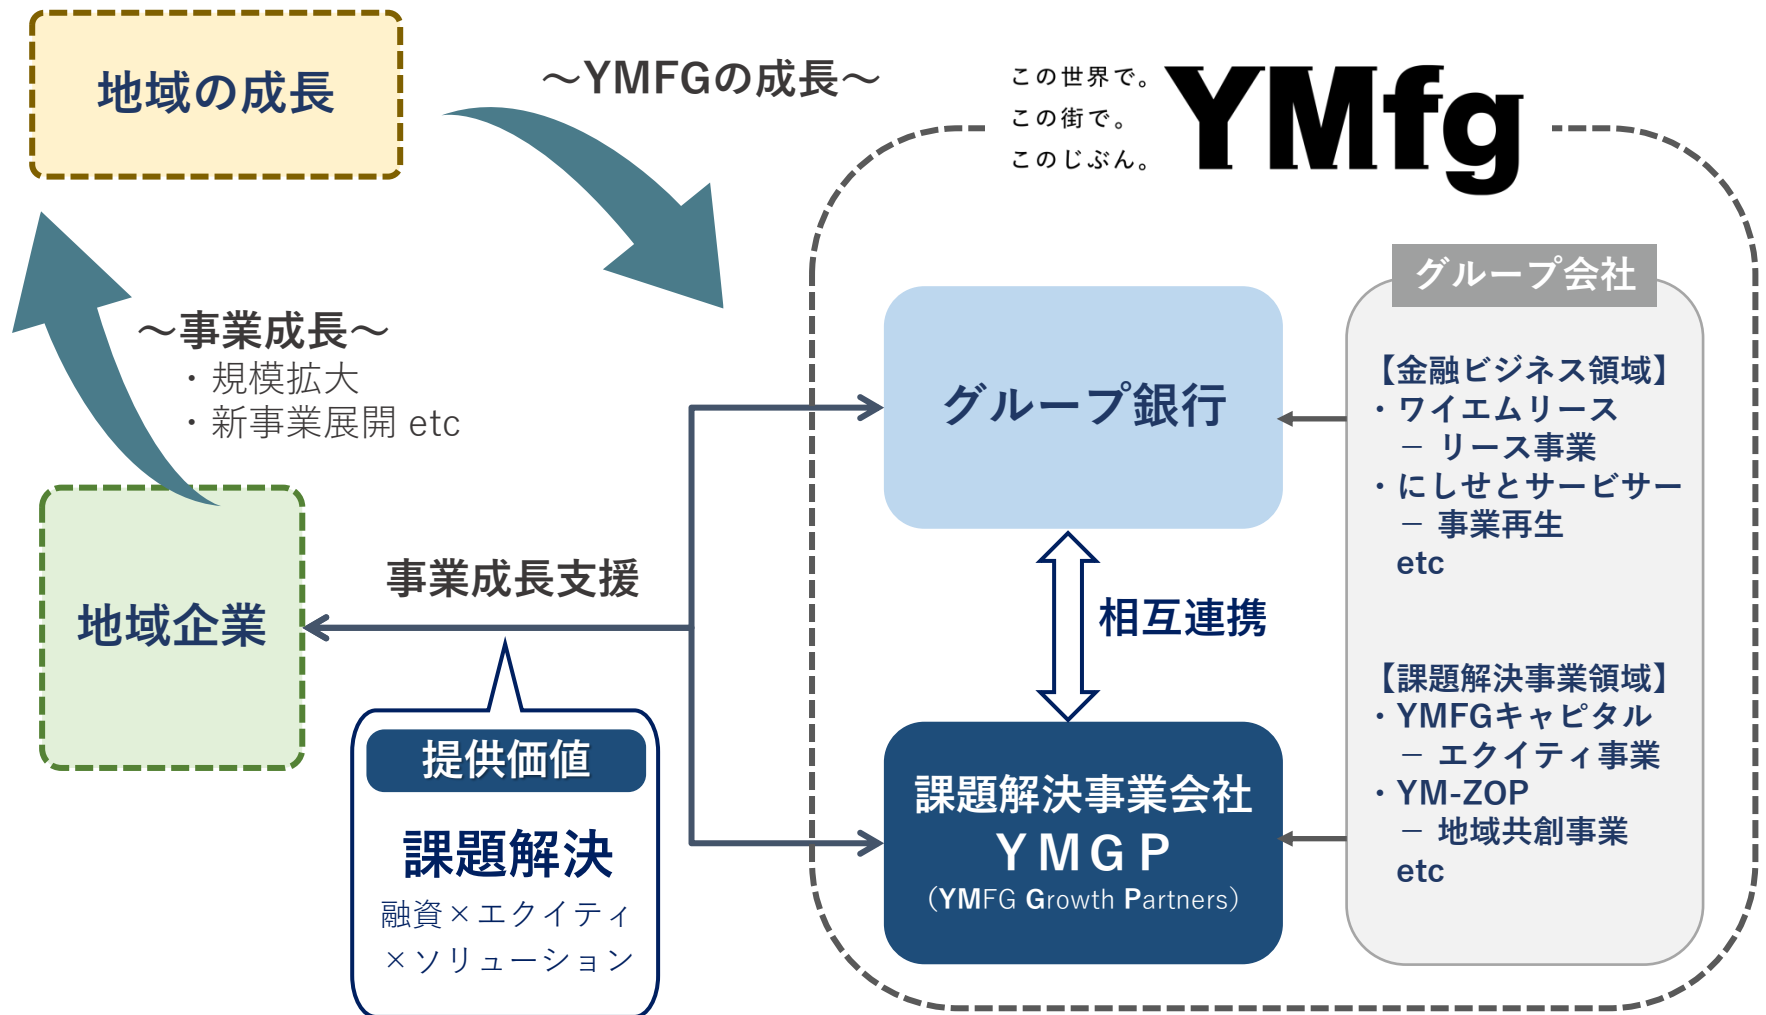 地域の成長
～YMFGの成長～
この世界で。
この街で。
このじぶん。
YMfg
～事業成長～
・規模拡大
・新事業展開 etc
地域企業
事業成長支援
提供価値
課題解決
融資×エクイティ
×ソリューション
グループ銀行
相互連携
課題解決事業会社
ＹＭＧＰ
（YMFG Growth Partners）
グループ会社
【金融ビジネス領域】
・ワイエムリース
－ リース事業
・にしせとサービサー
－ 事業再生
etc
【課題解決事業領域】
・YMFGキャピタル
－ エクイティ事業
・YM-ZOP
－ 地域共創事業
etc